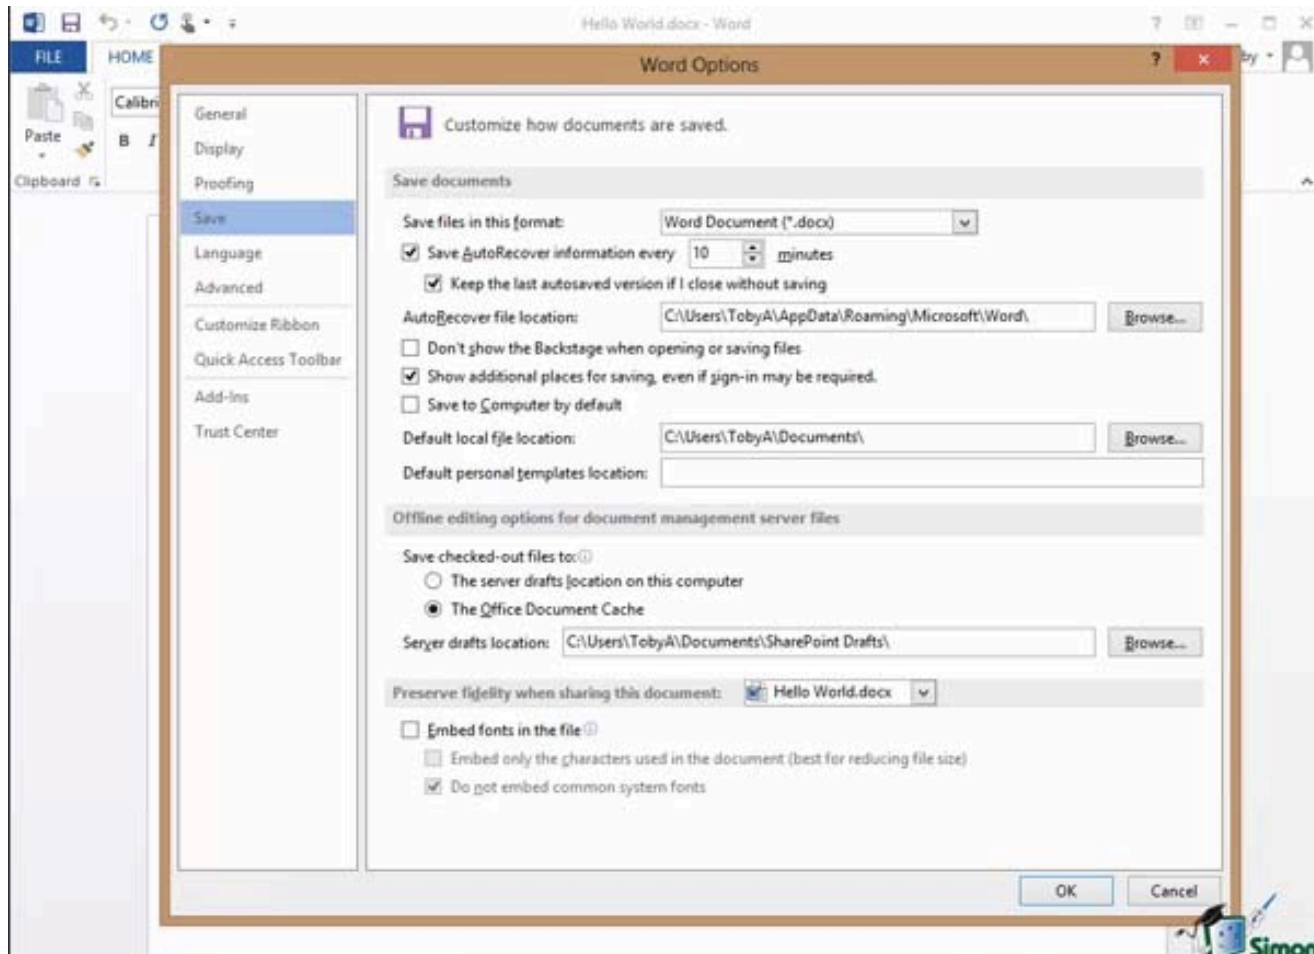 Hello World.docx - Word
?
FILE
HOME
Word Options
?
by
Calibri
Paste
B I
Clipboard
General
Display
Proofing
Save
Language
Advanced
Customize Ribbon
Quick Access Toolbar
Add-Ins
Trust Center
Customize how documents are saved.
Save documents
Save files in this format: Word Document (*.docx)
Save AutoRecover information every 10 minutes
Keep the last autosaved version if I close without saving
AutoRecover file location: C:\Users\TobyA\AppData\Roaming\Microsoft\Word\ Browse...
Don't show the Backstage when opening or saving files
Show additional places for saving, even if sign-in may be required.
Save to Computer by default
Default local file location: C:\Users\TobyA\Documents\ Browse...
Default personal templates location:
Offline editing options for document management server files
Save checked-out files to:
The server drafts location on this computer
The Office Document Cache
Server drafts location: C:\Users\TobyA\Documents\SharePoint Drafts\ Browse...
Preserve fidelity when sharing this document: Hello World.docx
Embed fonts in the file
Embed only the characters used in the document (best for reducing file size)
Do not embed common system fonts
OK Cancel
Simon